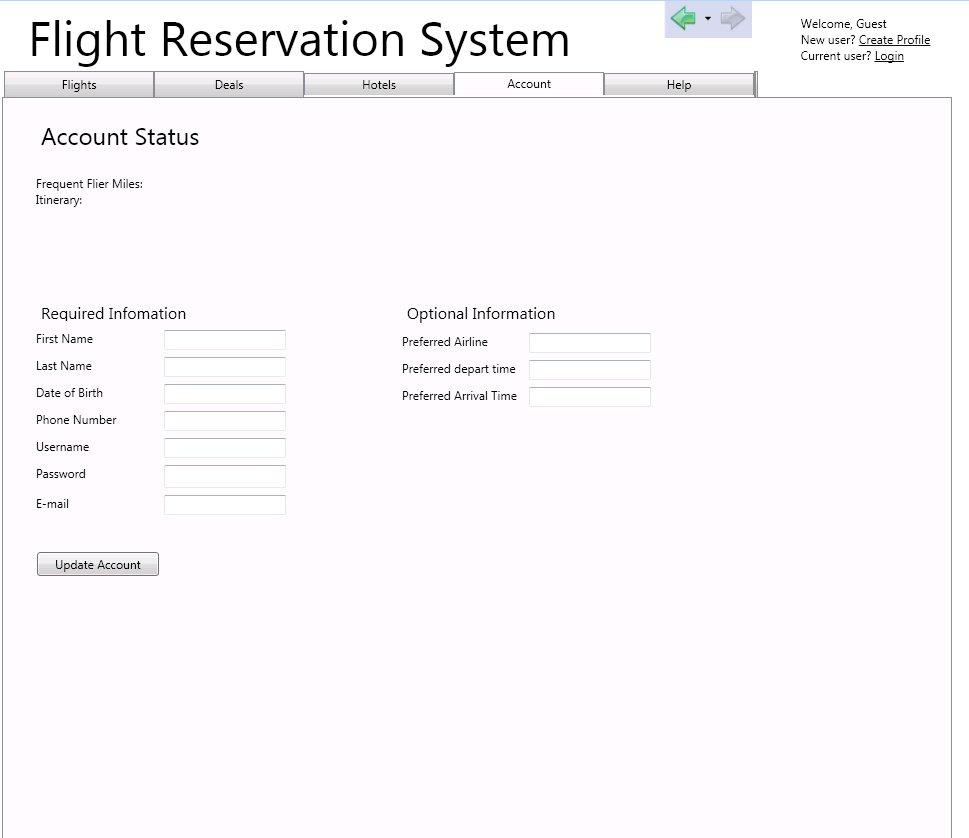 Flight Reservation System
Welcome, Guest
New user? Create Profile
Current user? Login
Flights
Deals
Hotels
Account
Help
Account Status
Frequent Flier Miles:
Itinerary:
Required Infomation
Optional Information
First Name
Last Name
Date of Birth
Phone Number
Username
Password
E-mail
Preferred Airline
Preferred depart time
Preferred Arrival Time
Update Account